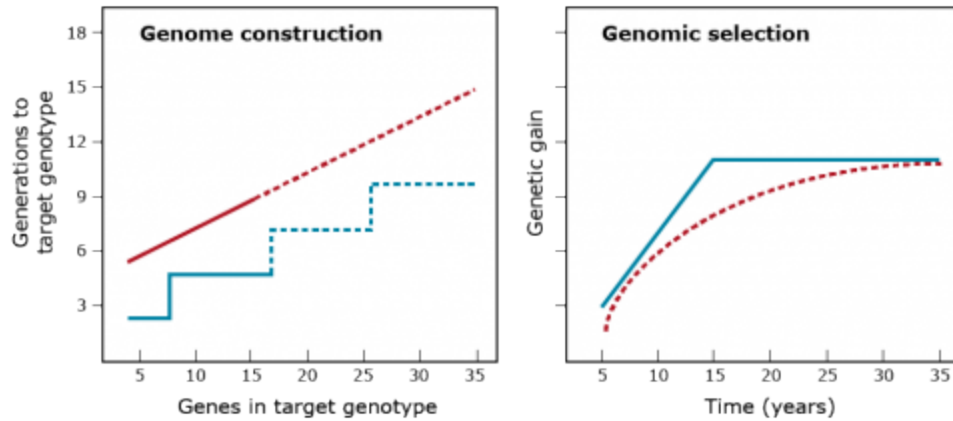 Genome construction
Generations to
target genotype
18
15
12
9
6
3
5 10 15 20 25 30 35
Genes in target genotype
Genomic selection
Genetic gain
5 10 15 20 25 30 35
Time (years)